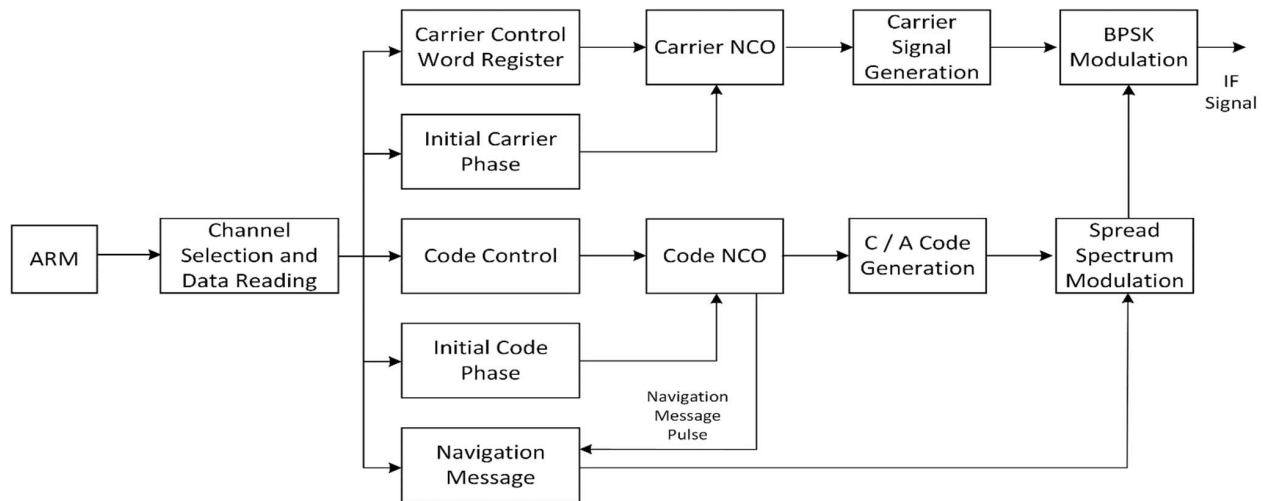 Carrier Control
Word Register
Carrier NCO
Carrier
Signal
Generation
BPSK
Modulation
IF
Signal
Initial Carrier
Phase
ARM
Channel
Selection and
Data Reading
Code Control
Code NCO
C / A Code
Generation
Spread
Spectrum
Modulation
Initial Code
Phase
Navigation
Message
Pulse
Navigation
Message